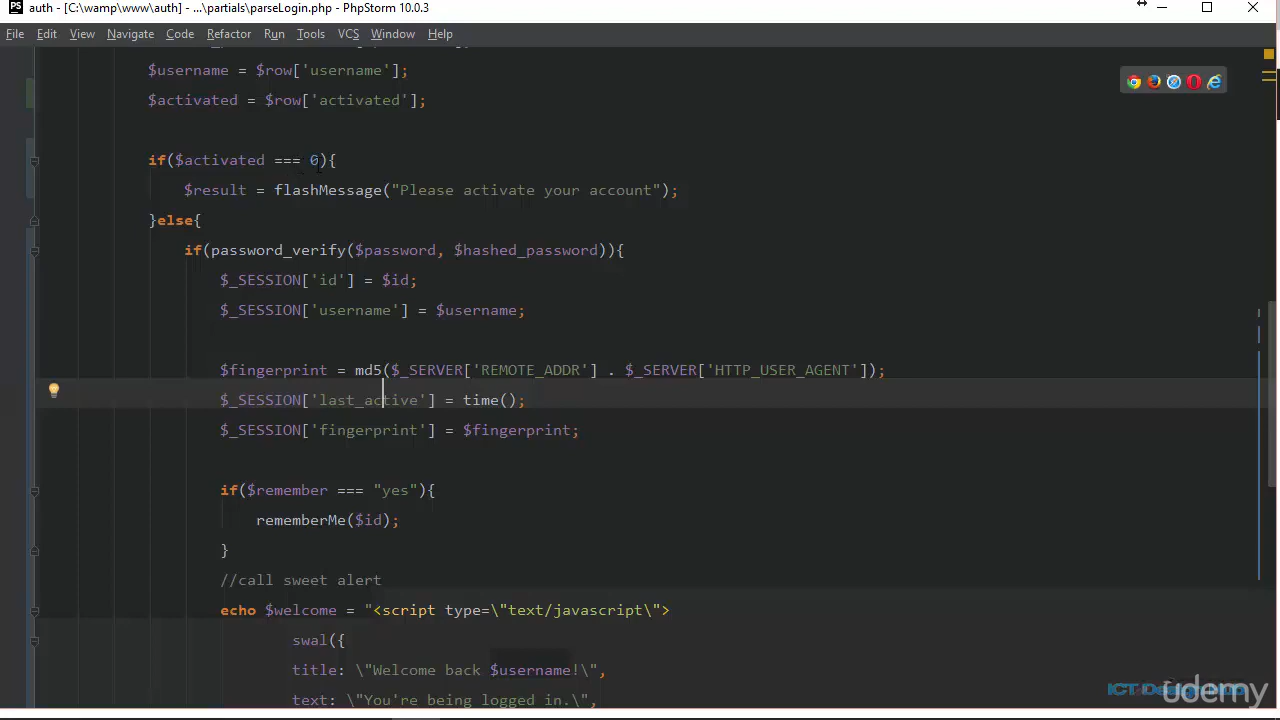 auth - [C:\wamp\www\auth] - ...\partials\parseLogin.php - PhpStorm 10.0.3
File Edit View Navigate Code Refactor Run Tools VCS Window Help
$username = $row['username'];
$activated = $row['activated'];
if($activated === 0){
$result = flashMessage("Please activate your account");
}else{
if(password_verify($password, $hashed_password)){
$_SESSION['id'] = $id;
$_SESSION['username'] = $username;
$fingerprint = md5($_SERVER['REMOTE_ADDR'] . $_SERVER['HTTP_USER_AGENT']);
$_SESSION['last_active'] = time();
$_SESSION['fingerprint'] = $fingerprint;
if($remember === "yes"){
rememberMe($id);
}
//call sweet alert
echo $welcome = "<script type=\"text/javascript\">
swal({
title: \"Welcome back $username!\",
text: \"You're being logged in.\",
ICT Design Hub
udemy